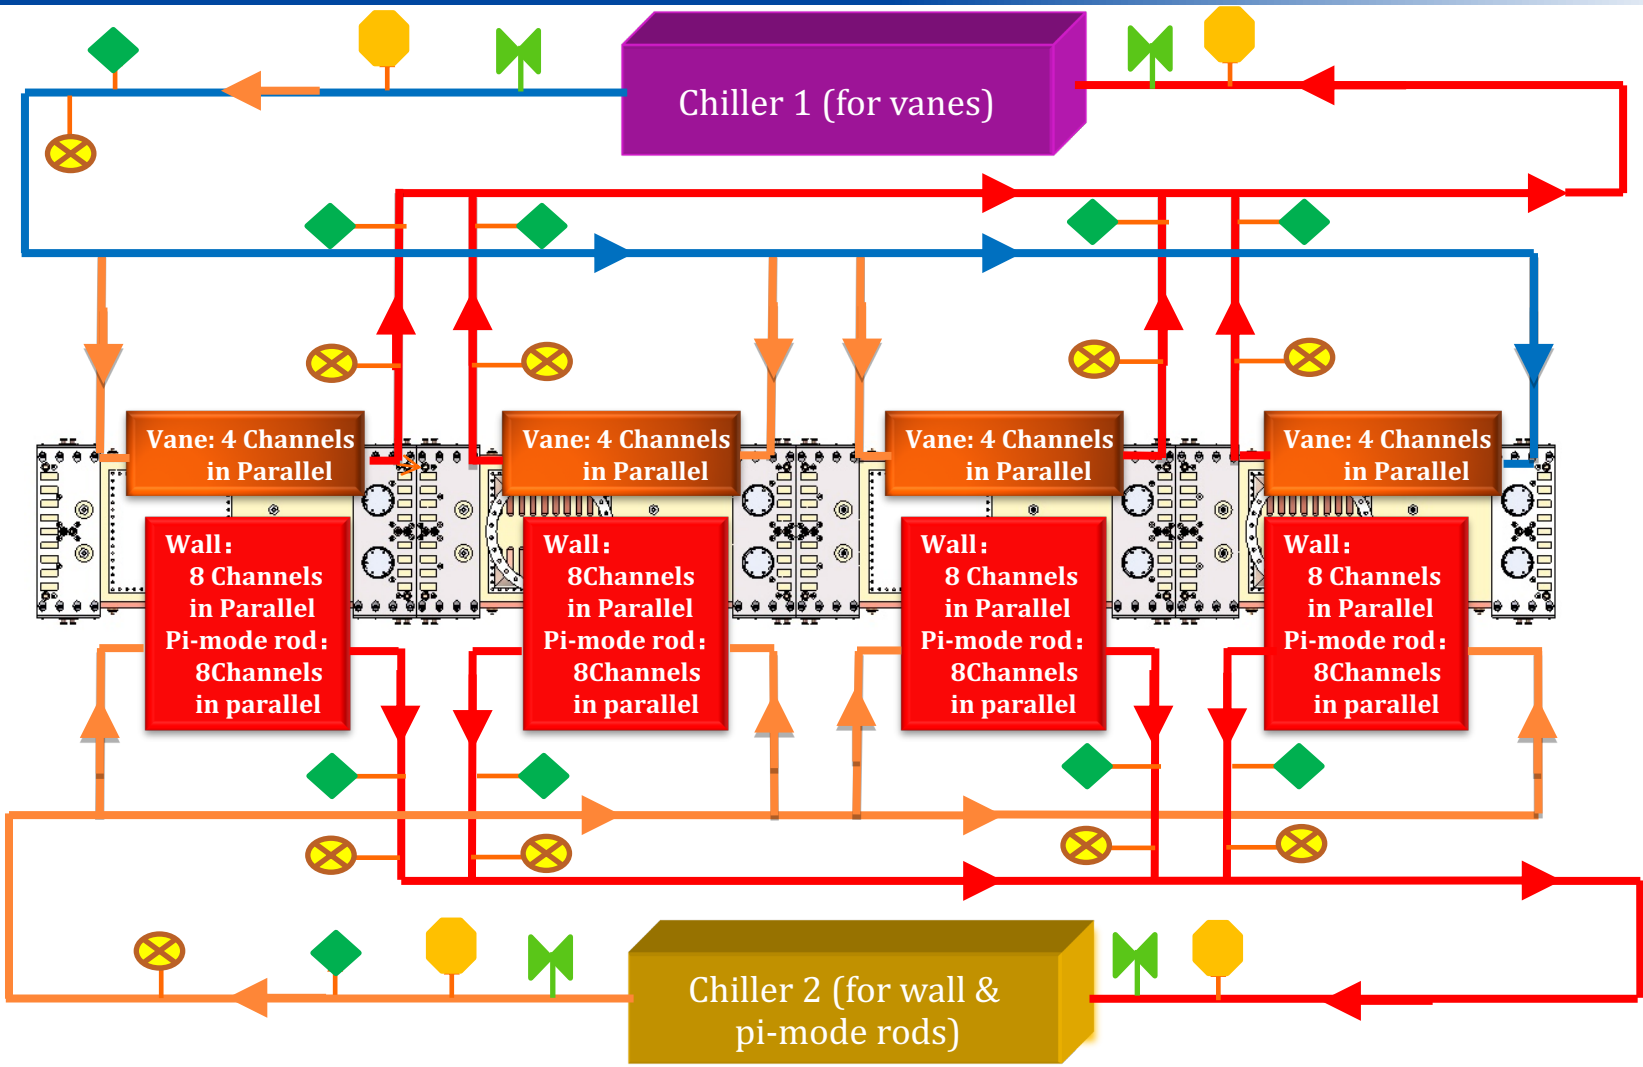 Chiller 1 (for vanes)
Vane: 4 Channels
in Parallel
Vane: 4 Channels
in Parallel
Vane: 4 Channels
in Parallel
Vane: 4 Channels
in Parallel
Wall：
8 Channels
in Parallel
Pi-mode rod：
8Channels
in parallel
Wall：
8Channels
in Parallel
Pi-mode rod：
8Channels
in parallel
Wall：
8 Channels
in Parallel
Pi-mode rod：
8Channels
in parallel
Wall：
8 Channels
in Parallel
Pi-mode rod：
8Channels
in parallel
Chiller 2 (for wall &
pi-mode rods)